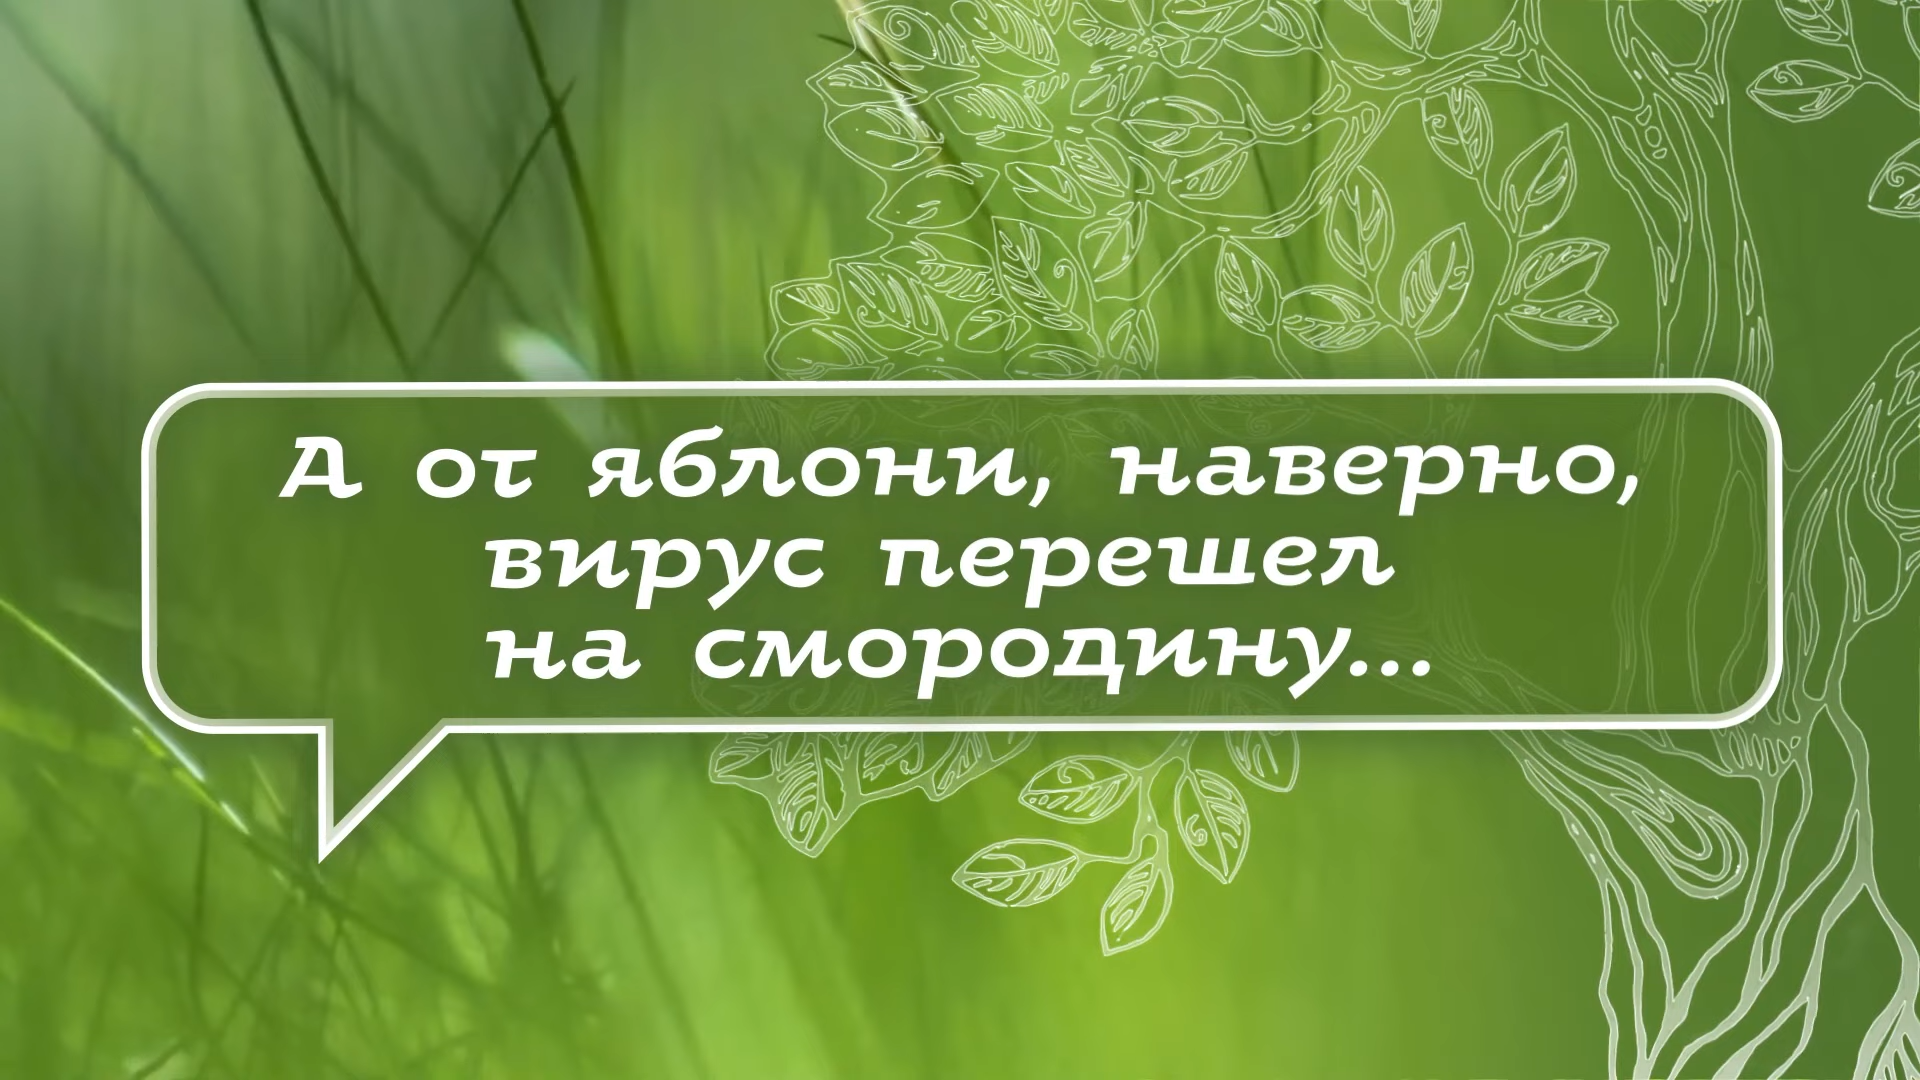 А от яблони, наверно,
вирус перешел
на смородину...